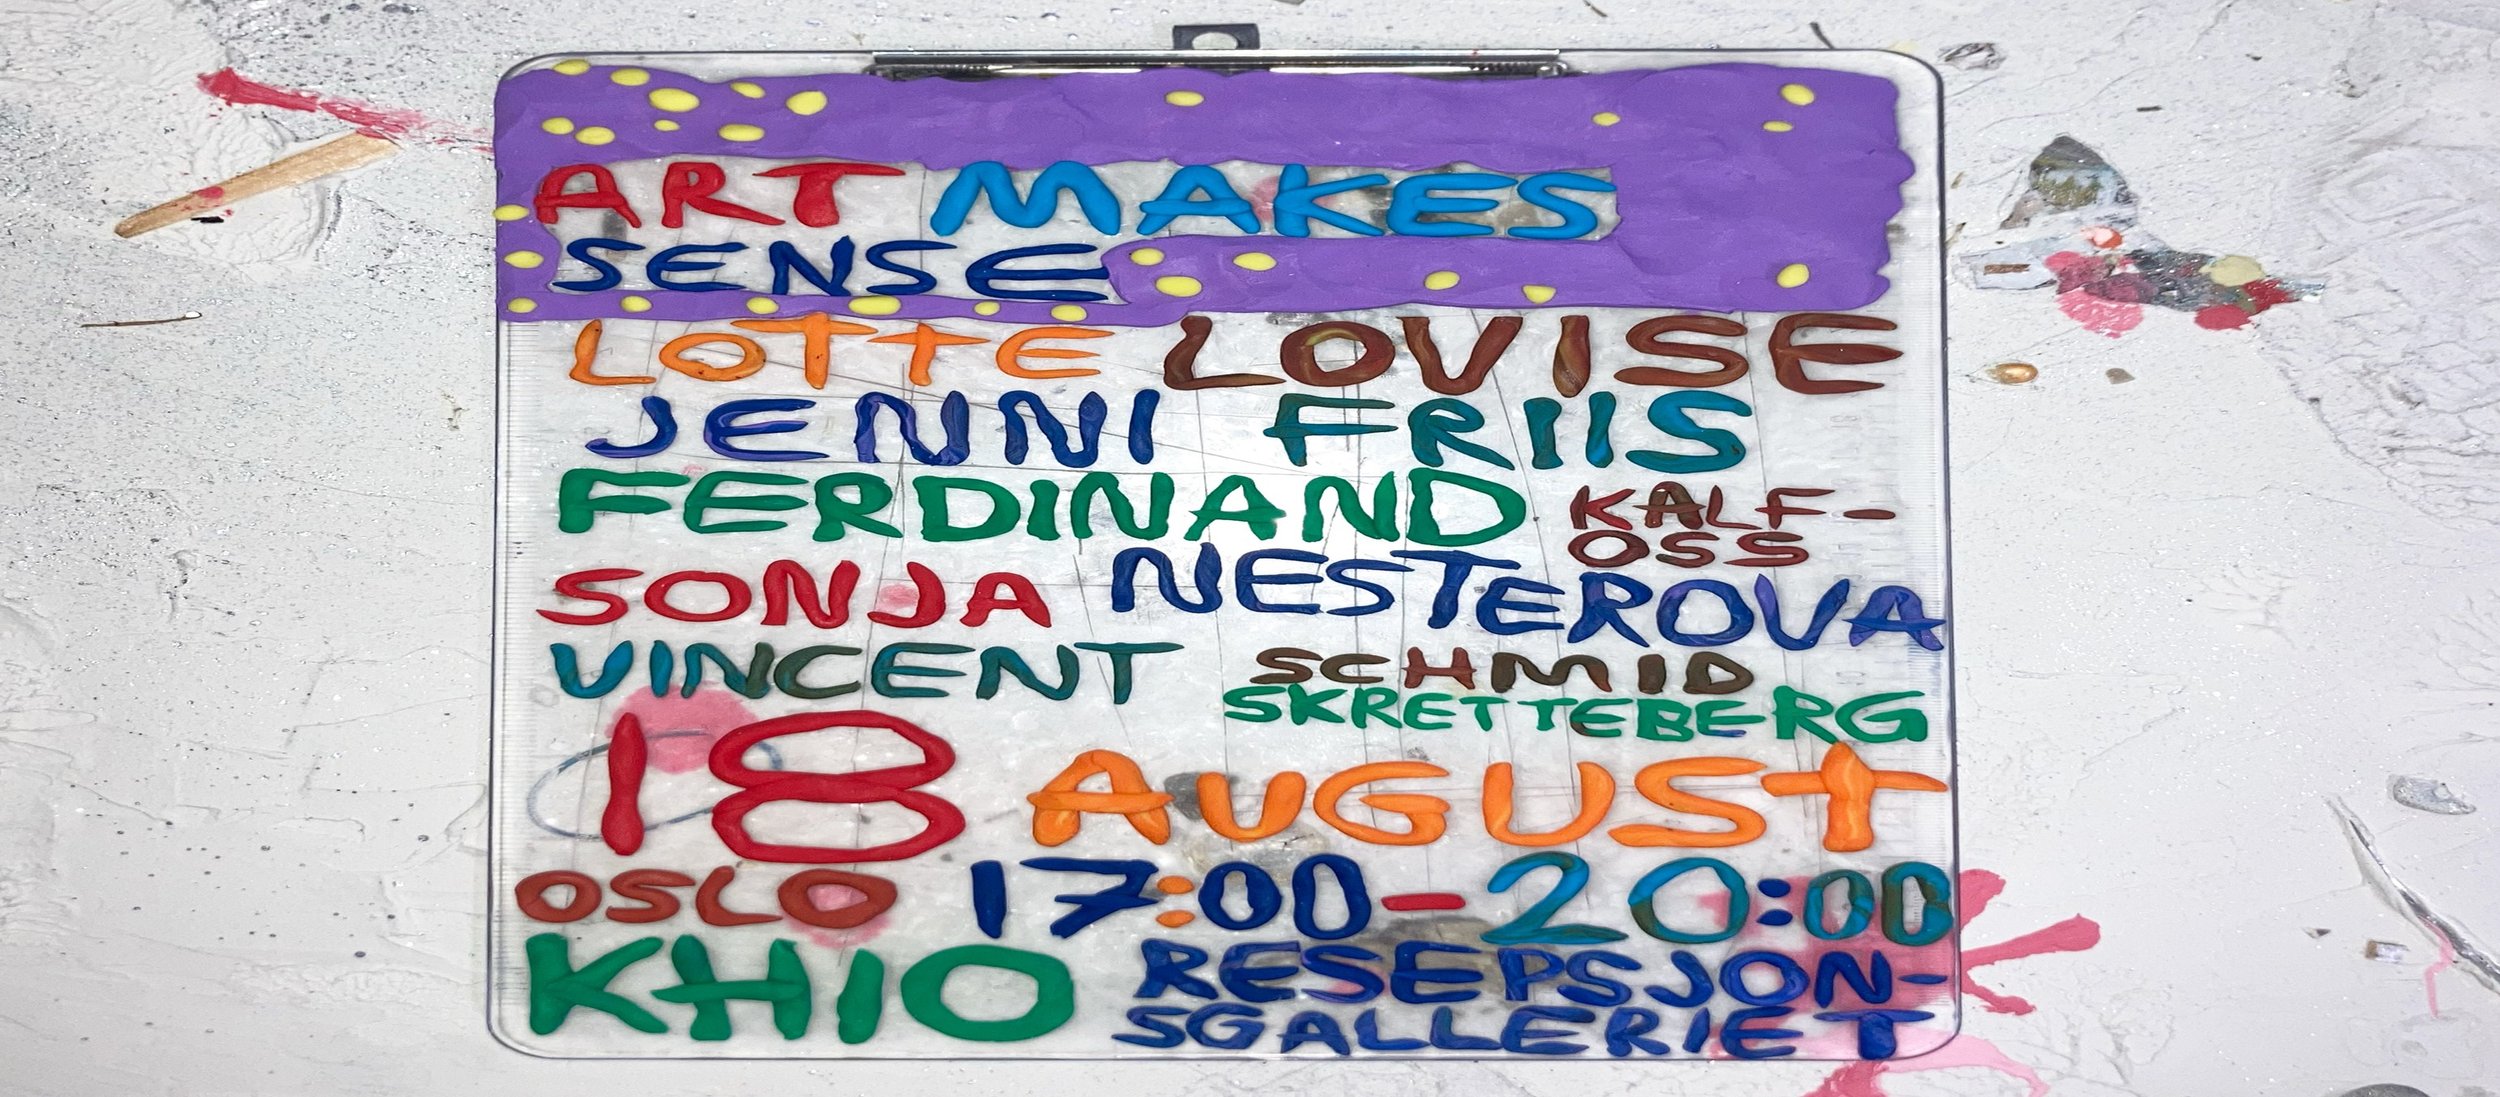 ART MAKES
SENSE
LOTTE LOVISE
JENNI FRIIS
FERDINAND KALF-
OSS
SONJA NESTEROVA
VINCENT SCHMID
SKRETTEBERG
18 AUGUST
OSLO 17:00-20:00
KHIO RESEPSJON-
SGALLERIET